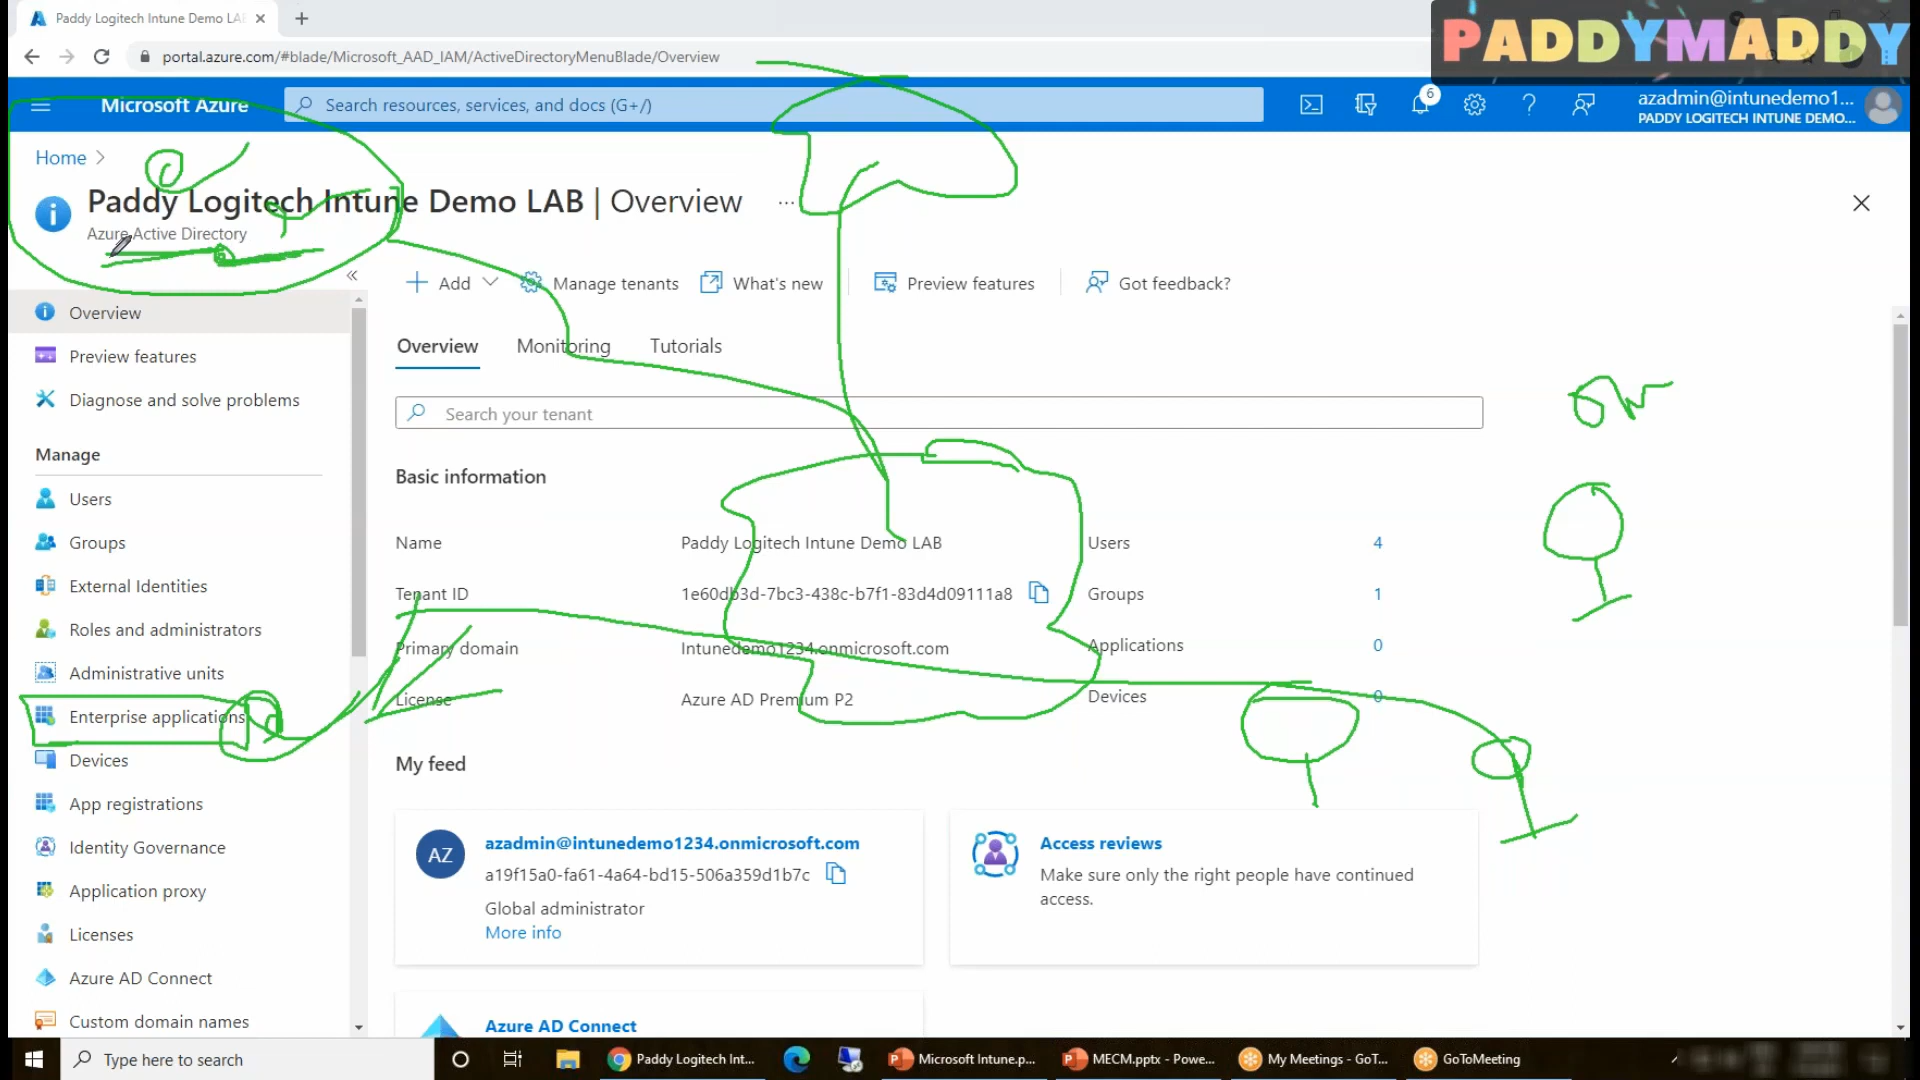 Paddy Logitech Intune Demo LA
PADDYMADDY
portal.azure.com/#blade/Microsoft_AAD_IAM/ActiveDirectoryMenuBlade/Overview
Microsoft Azure
Search resources, services, and docs (G+/)
6
azadmin@intunedemo1...
PADDY LOGITECH INTUNE DEMO...
Home >
Paddy Logitech Intune Demo LAB | Overview ...
Azure Active Directory
Overview
Preview features
Diagnose and solve problems
Manage
Users
Groups
External Identities
Roles and administrators
Administrative units
Enterprise applications
Devices
App registrations
Identity Governance
Application proxy
Licenses
Azure AD Connect
Custom domain names
Add
Manage tenants
What's new
Preview features
Got feedback?
Overview
Monitoring
Tutorials
Search your tenant
Basic information
Name Paddy Logitech Intune Demo LAB Users 4
Tenant ID 1e60db3d-7bc3-438c-b7f1-83d4d09111a8 Groups 1
Primary domain Intunedemo1234.onmicrosoft.com Applications 0
License Azure AD Premium P2 Devices 0
My feed
AZ
azadmin@intunedemo1234.onmicrosoft.com
a19f15a0-fa61-4a64-bd15-506a359d1b7c
Global administrator
More info
Access reviews
Make sure only the right people have continued
access.
Azure AD Connect
Type here to search
Paddy Logitech Int...
Microsoft Intune.p...
MECM.pptx - Powe...
My Meetings - GoT...
GoToMeeting